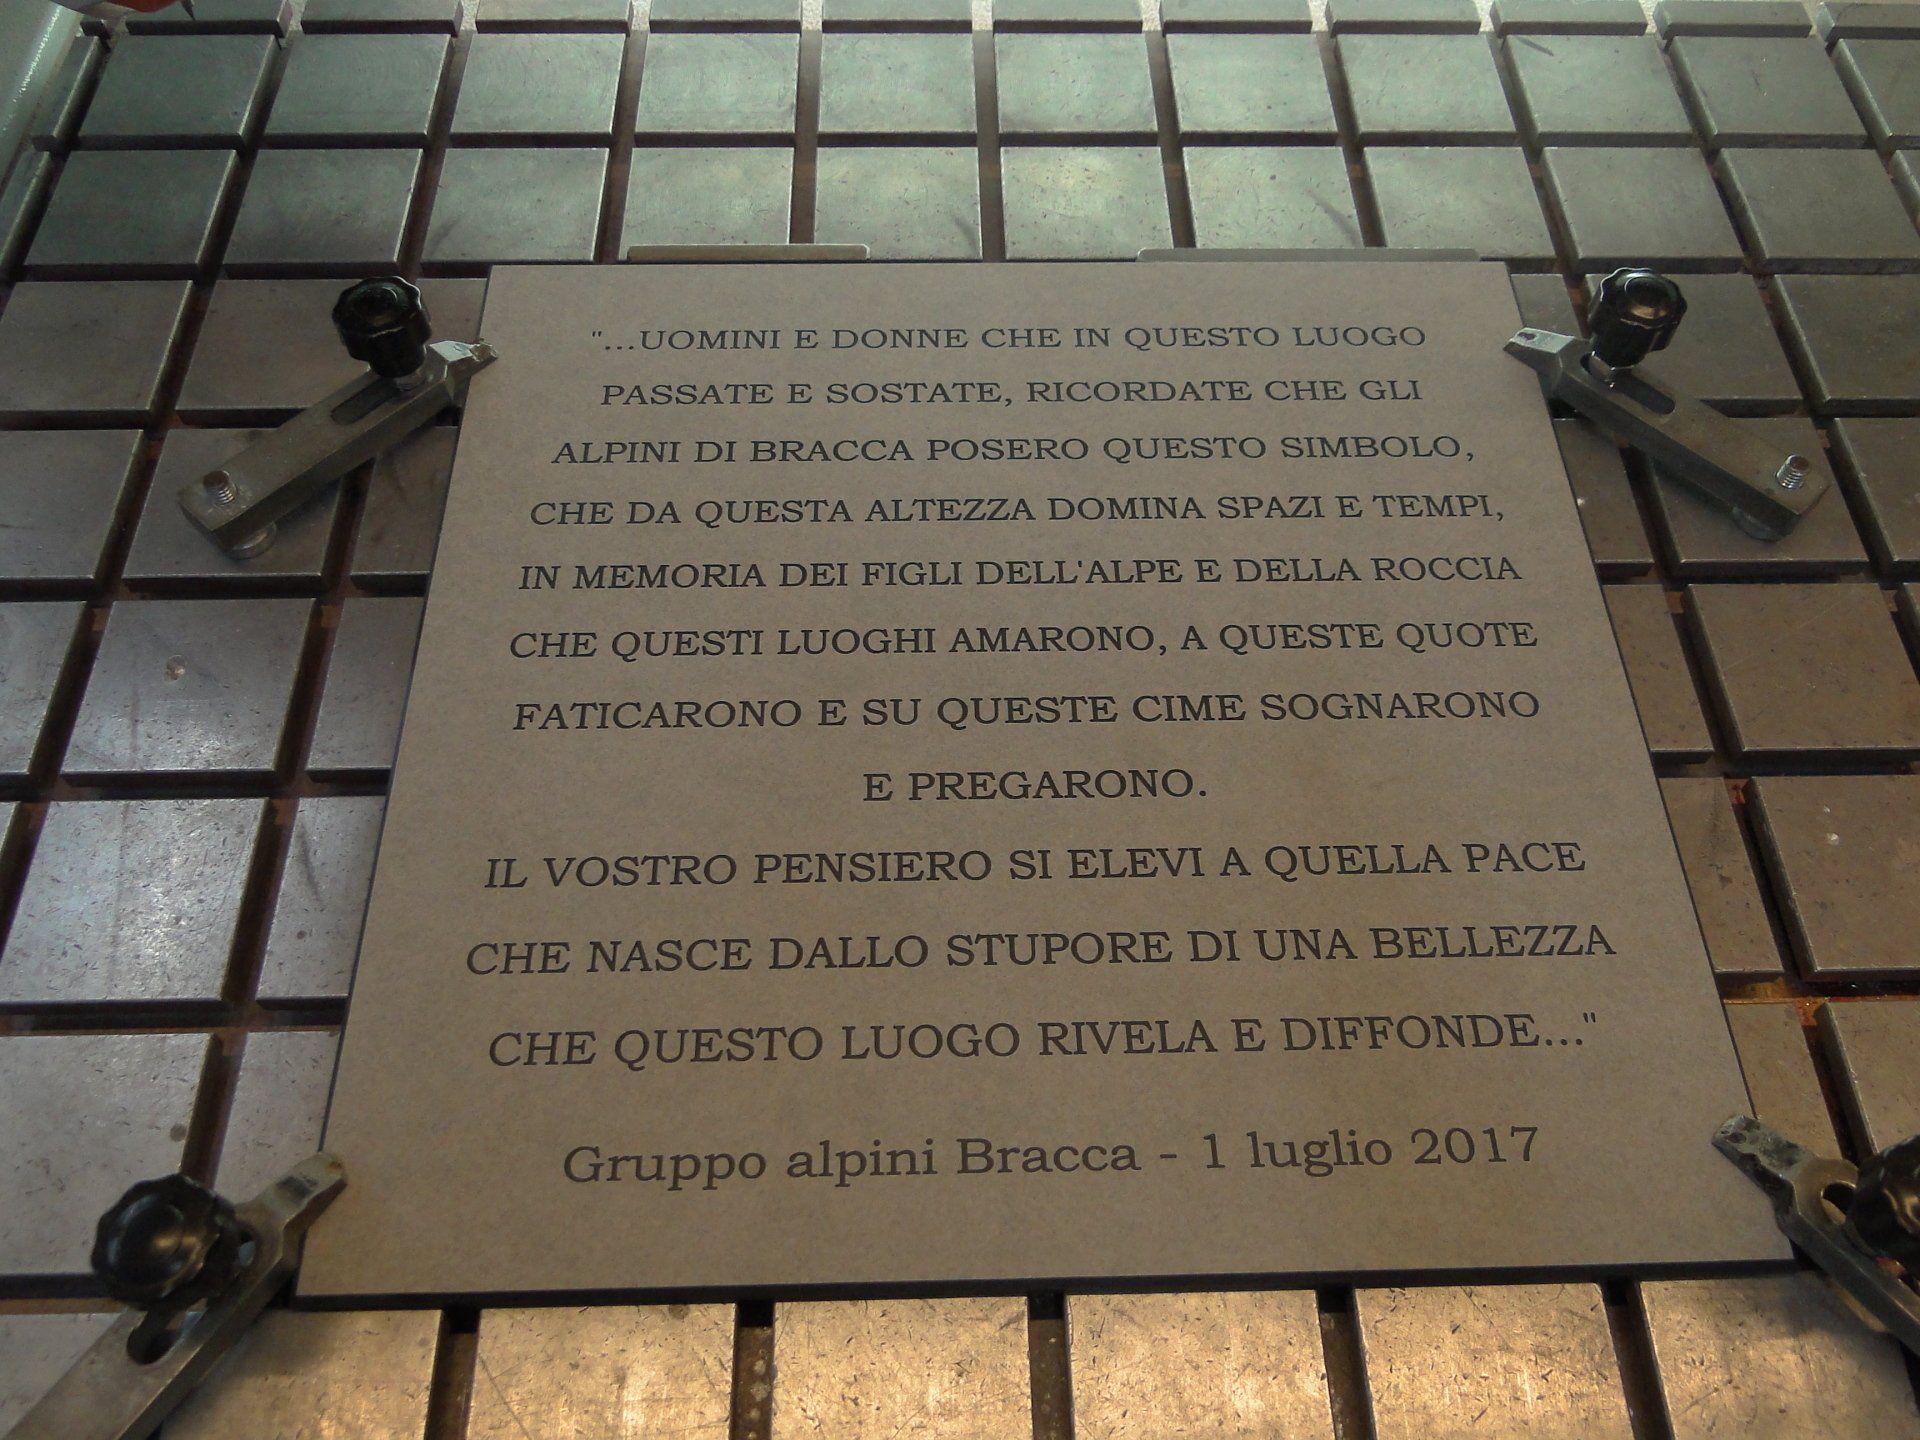 "...UOMINI E DONNE CHE IN QUESTO LUOGO
PASSATE E SOSTATE, RICORDATE CHE GLI
ALPINI DI BRACCA POSERO QUESTO SIMBOLO,
CHE DA QUESTA ALTEZZA DOMINA SPAZI E TEMPI,
IN MEMORIA DEI FIGLI DELL'ALPE E DELLA ROCCIA
CHE QUESTI LUOGHI AMARONO, A QUESTE QUOTE
FATICARONO E SU QUESTE CIME SOGNARONO
E PREGARONO.
IL VOSTRO PENSIERO SI ELEVI A QUELLA PACE
CHE NASCE DALLO STUPORE DI UNA BELLEZZA
CHE QUESTO LUOGO RIVELA E DIFFONDE..."
Gruppo alpini Bracca - 1 luglio 2017